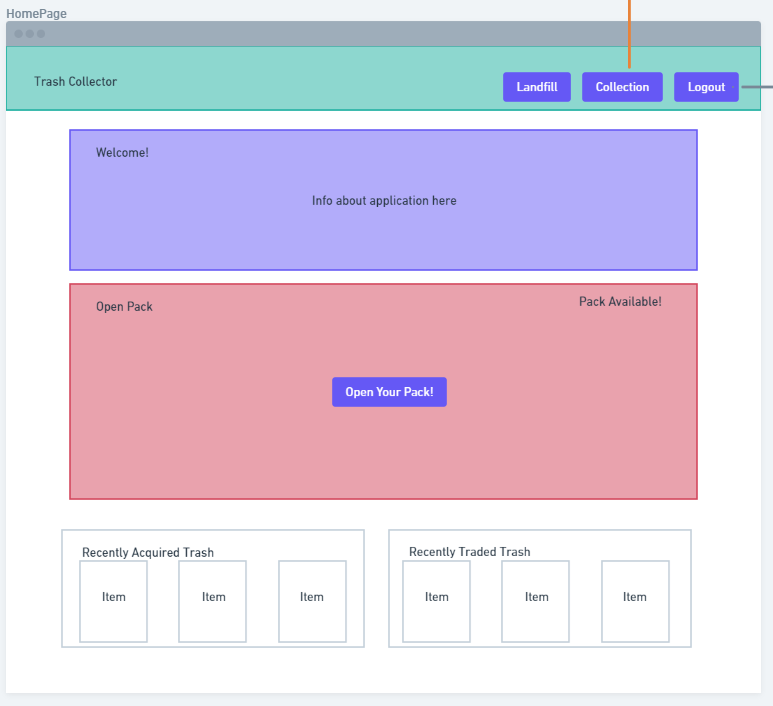 HomePage
Trash Collector
Landfill
Collection
Logout
Welcome!
Info about application here
Open Pack
Pack Available!
Open Your Pack!
Recently Acquired Trash
Item
Item
Item
Recently Traded Trash
Item
Item
Item